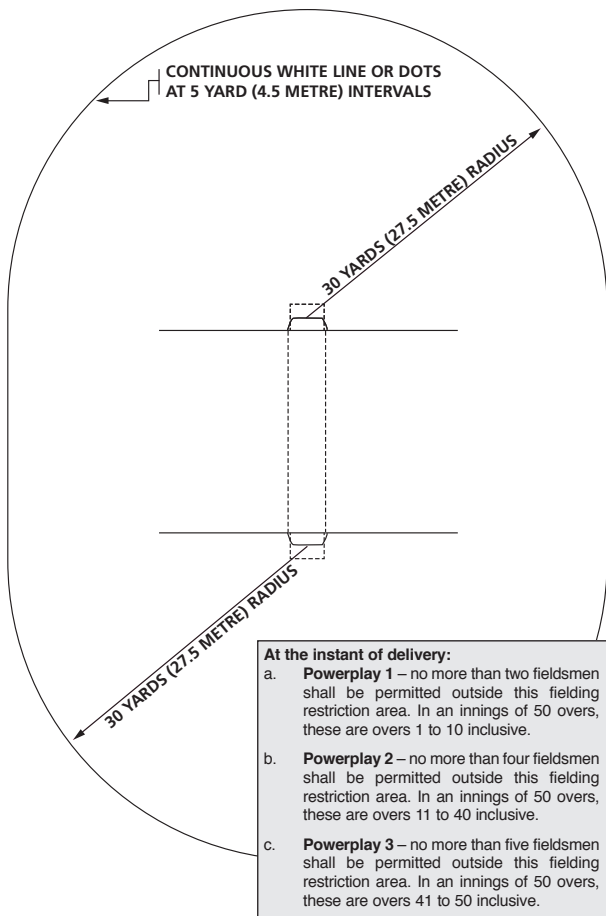 CONTINUOUS WHITE LINE OR DOTS
AT 5 YARD (4.5 METRE) INTERVALS
30 YARDS (27.5 METRE) RADIUS
30 YARDS (27.5 METRE) RADIUS
At the instant of delivery:
a. Powerplay 1 – no more than two fieldsmen
shall be permitted outside this fielding
restriction area. In an innings of 50 overs,
these are overs 1 to 10 inclusive.
b. Powerplay 2 – no more than four fieldsmen
shall be permitted outside this fielding
restriction area. In an innings of 50 overs,
these are overs 11 to 40 inclusive.
c. Powerplay 3 – no more than five fieldsmen
shall be permitted outside this fielding
restriction area. In an innings of 50 overs,
these are overs 41 to 50 inclusive.